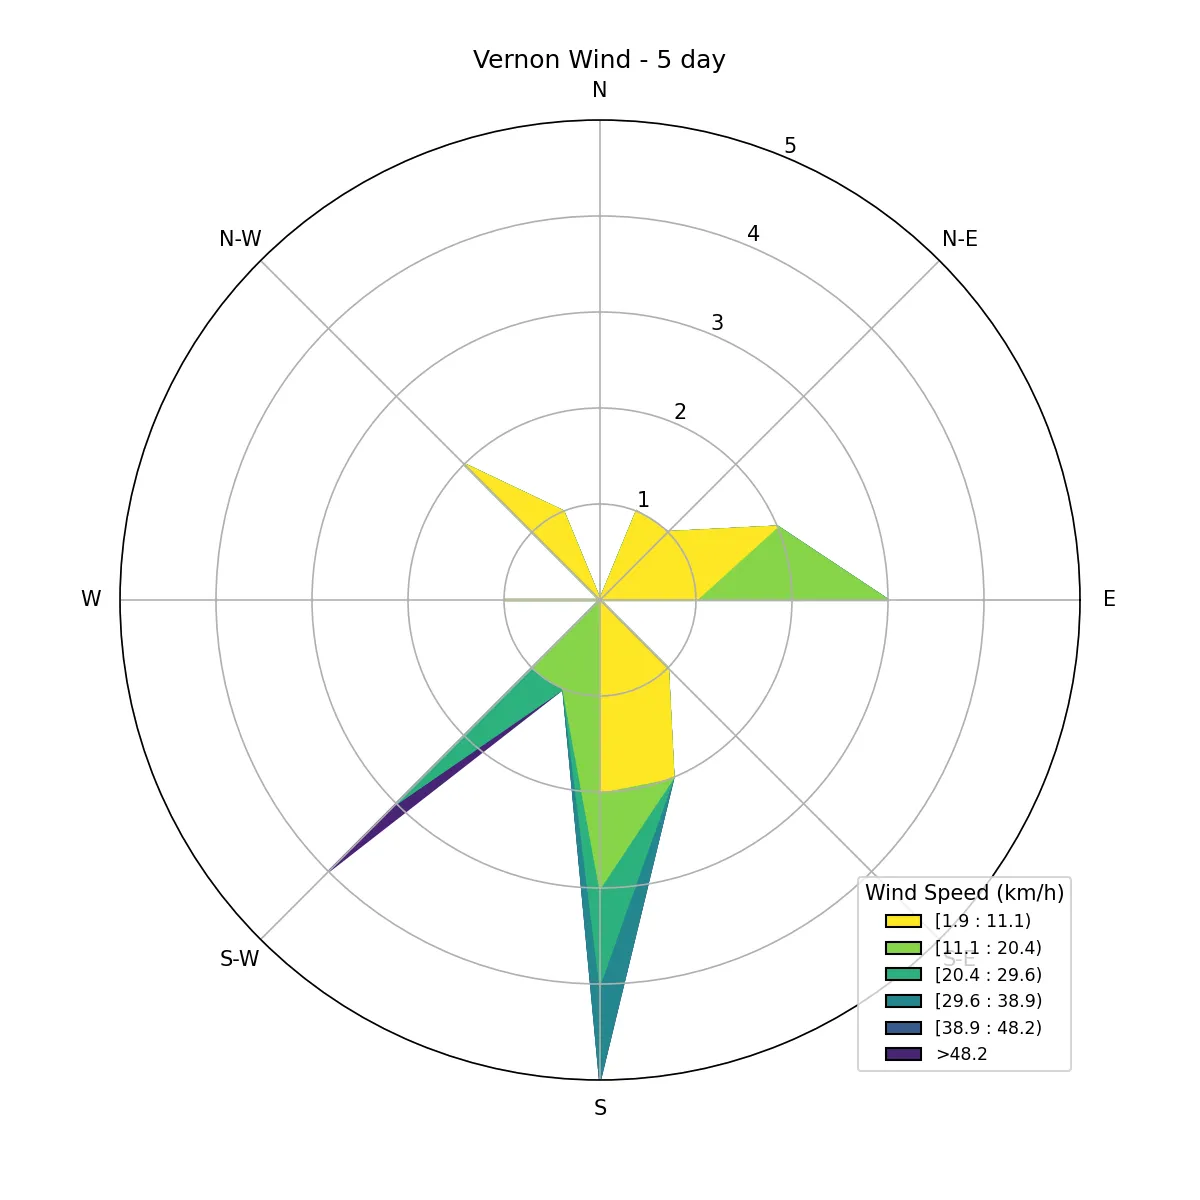 Vernon Wind - 5 day
N
5
N-W
4
N-E
3
2
1
W
E
S-W
S-E
S
Wind Speed (km/h)
[1.9 : 11.1)
[11.1 : 20.4)
[20.4 : 29.6)
[29.6 : 38.9)
[38.9 : 48.2)
>48.2